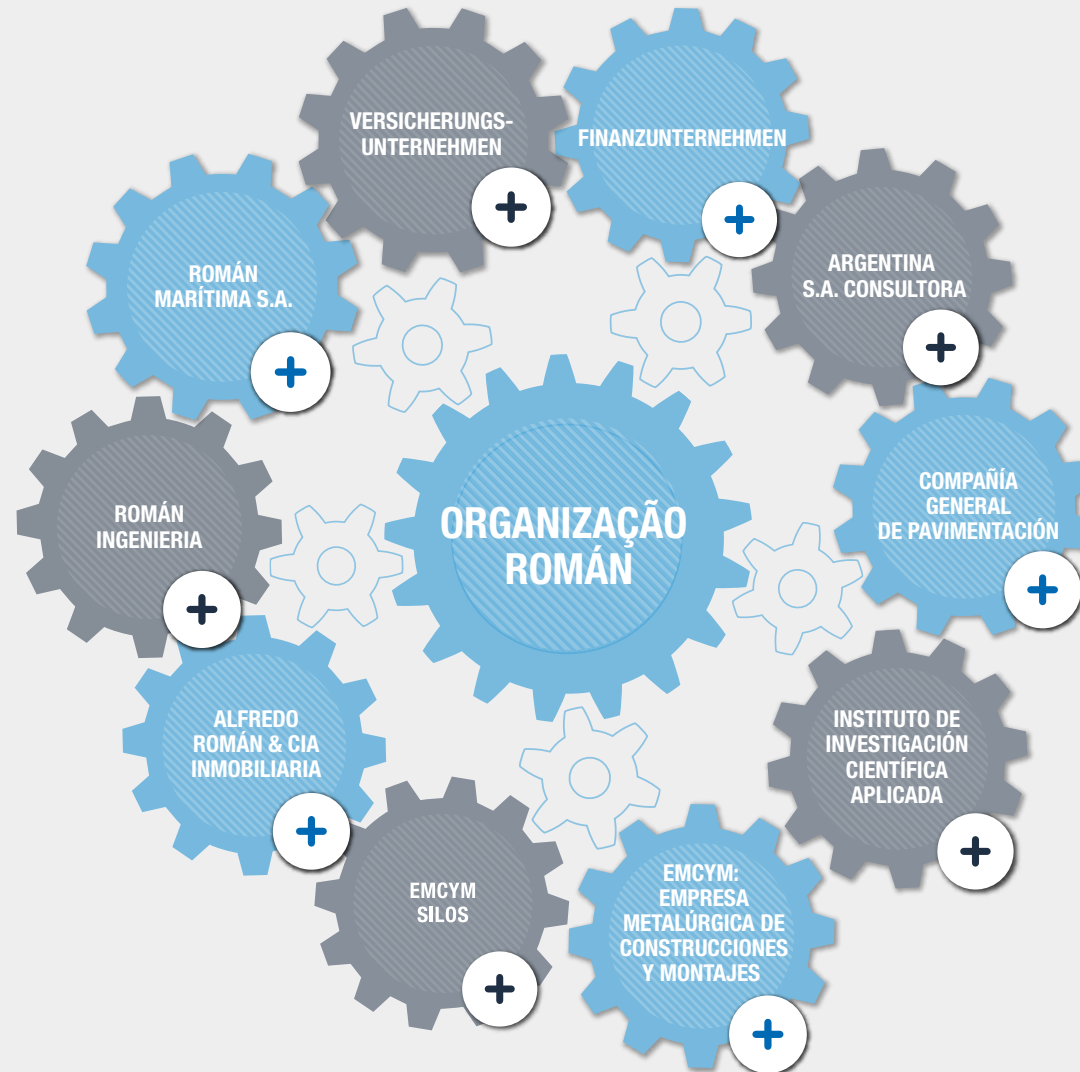 VERSICHERUNGS-
UNTERNEHMEN
FINANZUNTERNEHMEN
ROMÁN
MARÍTIMA S.A.
ARGENTINA
S.A. CONSULTORA
ROMÁN
INGENIERIA
ORGANIZAÇÃO
ROMÁN
COMPAÑÍA
GENERAL
DE PAVIMENTACIÓN
ALFREDO
ROMÁN & CIA
INMOBILIARIA
INSTITUTO DE
INVESTIGACIÓN
CIENTÍFICA
APLICADA
EMCYM
SILOS
EMCYM:
EMPRESA
METALÚRGICA DE
CONSTRUCCIONES
Y MONTAJES